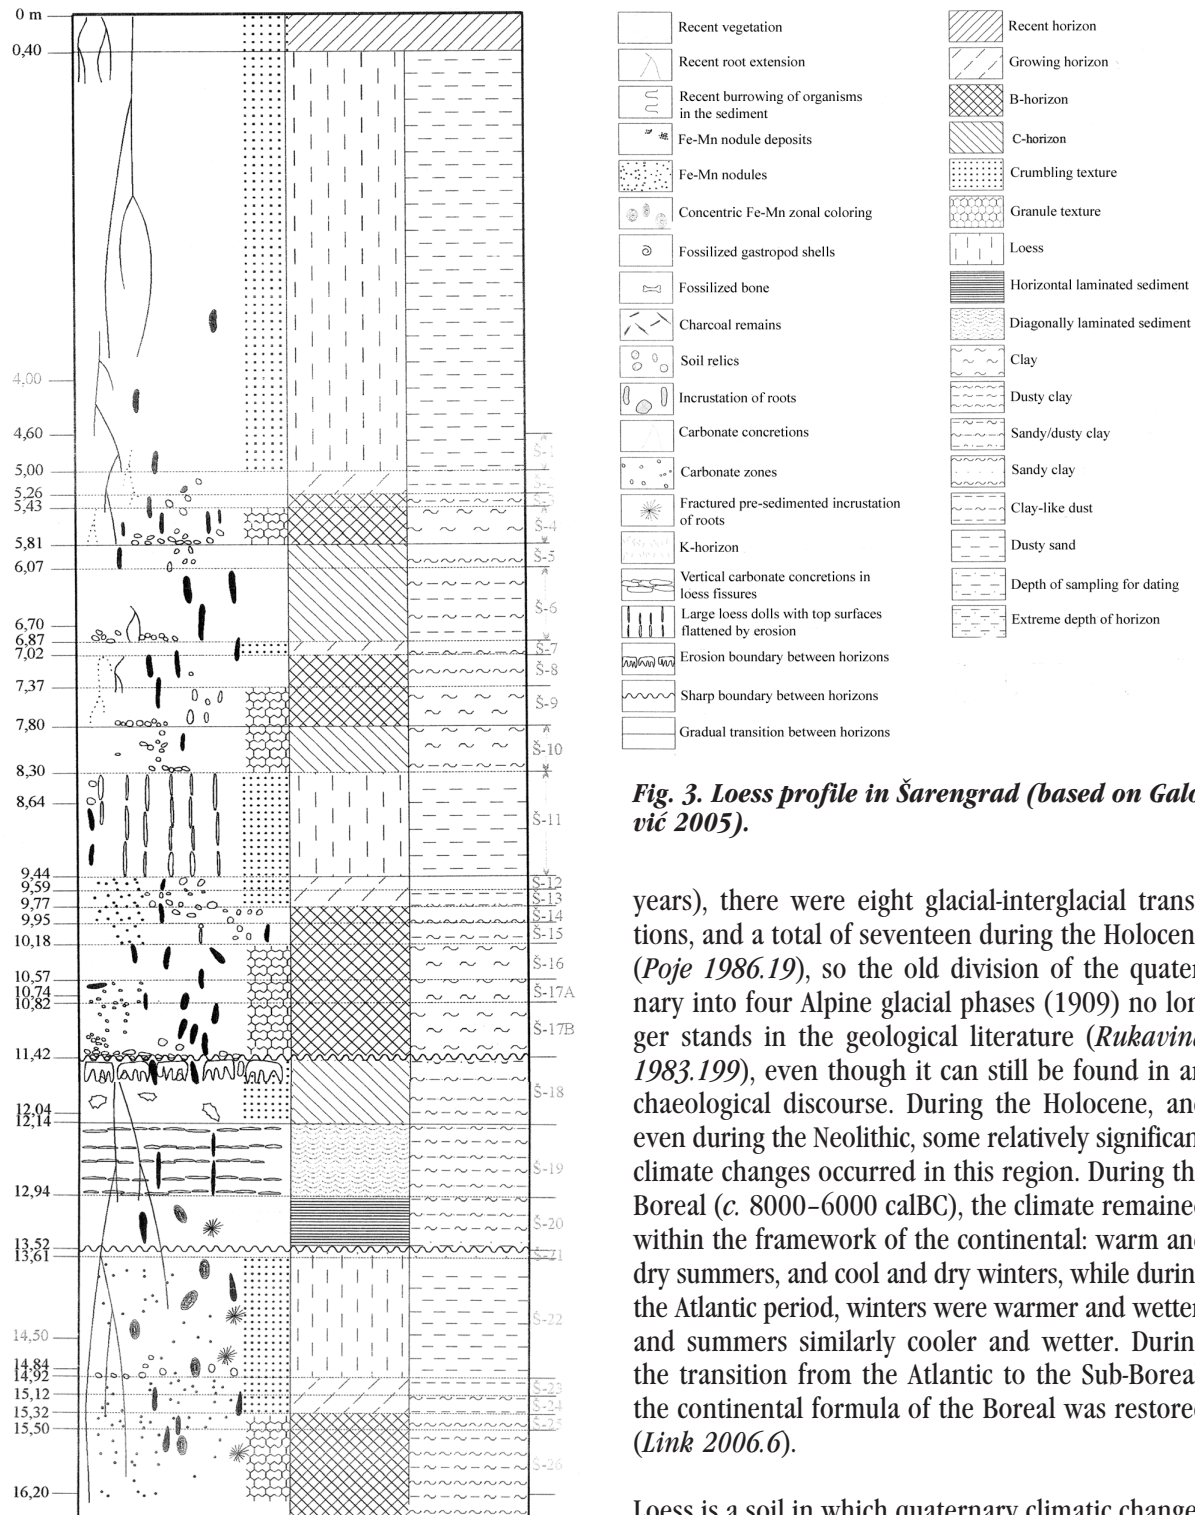 0 m
0,40
4,00
4,60
5,00
5,26
5,43
5,81
6,07
6,70
6,87
7,02
7,37
7,80
8,30
8,64
9,44
9,59
9,77
9,95
10,18
10,57
10,74
10,82
11,42
12,04
12,14
12,94
13,52
13,61
14,50
14,84
14,92
15,12
15,32
15,50
16,20
Š-1
Š-4
Š-5
Š-6
Š-7
Š-8
Š-9
Š-10
Š-11
Š-12
Š-13
Š-14
Š-15
Š-16
Š-17A
Š-17B
Š-18
Š-19
Š-20
Š-21
Š-22
Š-23
Š-24
Š-25
Š-26
Recent vegetation
Recent root extension
Recent burrowing of organisms
in the sediment
Fe-Mn nodule deposits
Fe-Mn nodules
Concentric Fe-Mn zonal coloring
Fossilized gastropod shells
Fossilized bone
Charcoal remains
Soil relics
Incrustation of roots
Carbonate concretions
Carbonate zones
Fractured pre-sedimented incrustation
of roots
K-horizon
Vertical carbonate concretions in
loess fissures
Large loess dolls with top surfaces
flattened by erosion
Erosion boundary between horizons
Sharp boundary between horizons
Gradual transition between horizons
Recent horizon
Growing horizon
B-horizon
C-horizon
Crumbling texture
Granule texture
Loess
Horizontal laminated sediment
Diagonally laminated sediment
Clay
Dusty clay
Sandy/dusty clay
Sandy clay
Clay-like dust
Dusty sand
Depth of sampling for dating
Extreme depth of horizon
Fig. 3. Loess profile in Šarengrad (based on Galo
vić 2005).
years), there were eight glacial-interglacial trans
tions, and a total of seventeen during the Holocen
(Poje 1986.19), so the old division of the quater
nary into four Alpine glacial phases (1909) no lon
ger stands in the geological literature (Rukavina
1983.199), even though it can still be found in ar
chaeological discourse. During the Holocene, and
even during the Neolithic, some relatively significan
climate changes occurred in this region. During the
Boreal (c. 8000–6000 calBC), the climate remained
within the framework of the continental: warm and
dry summers, and cool and dry winters, while during
the Atlantic period, winters were warmer and wetter
and summers similarly cooler and wetter. During
the transition from the Atlantic to the Sub-Boreal
the continental formula of the Boreal was restored
(Link 2006.6).
Loess is a soil in which quaternary climatic change